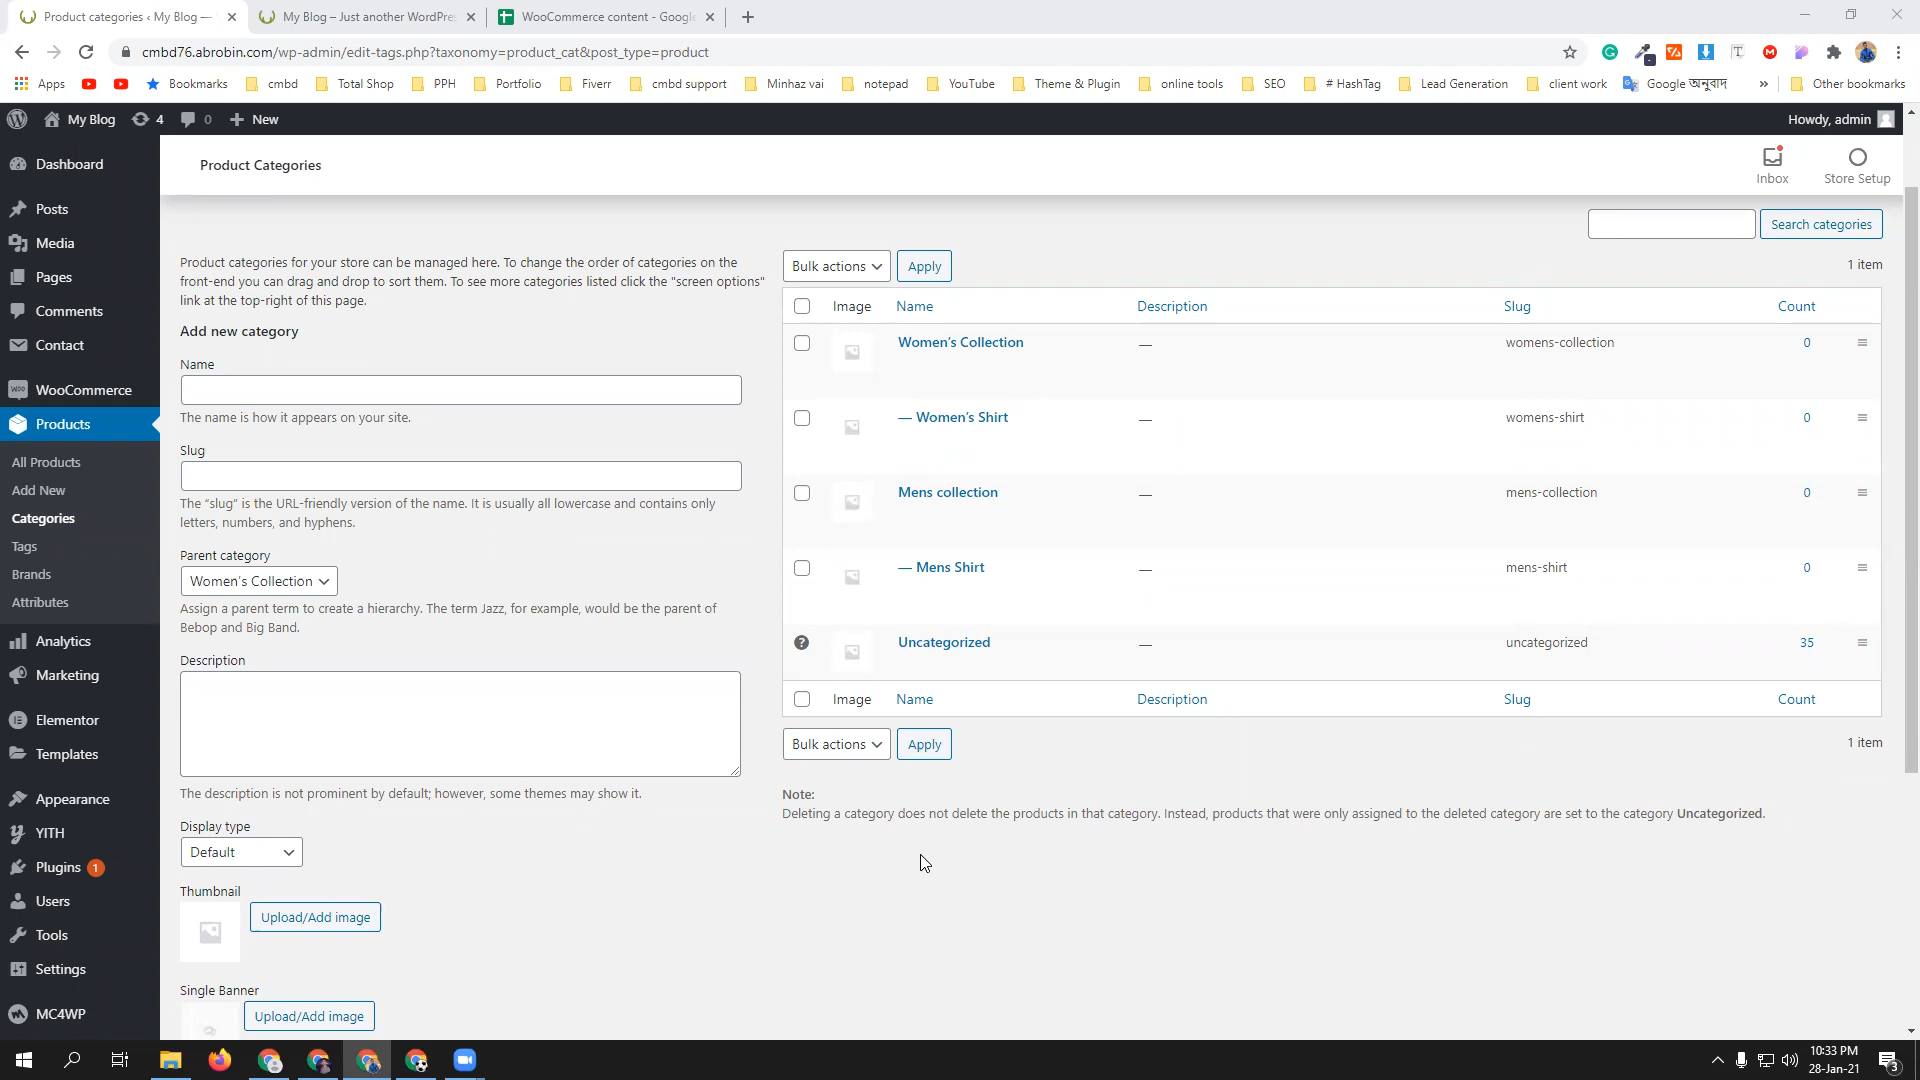 Product categories ‹ My Blog —
My Blog – Just another WordPre
WooCommerce content - Google
cmbd76.abrobin.com/wp-admin/edit-tags.php?taxonomy=product_cat&post_type=product
Apps
Bookmarks
cmbd
Total Shop
PPH
Portfolio
Fiverr
cmbd support
Minhaz vai
notepad
YouTube
Theme & Plugin
online tools
SEO
# HashTag
Lead Generation
client work
Google অনুবাদ
»
Other bookmarks
My Blog
4
0
New
Howdy, admin
Product Categories
Inbox
Store Setup
Dashboard
Posts
Media
Pages
Comments
Contact
WooCommerce
Products
All Products
Add New
Categories
Tags
Brands
Attributes
Analytics
Marketing
Elementor
Templates
Appearance
YITH
Plugins 1
Users
Tools
Settings
MC4WP
Search categories
Product categories for your store can be managed here. To change the order of categories on the
front-end you can drag and drop to sort them. To see more categories listed click the "screen options"
link at the top-right of this page.
Add new category
Name
The name is how it appears on your site.
Slug
The “slug” is the URL-friendly version of the name. It is usually all lowercase and contains only
letters, numbers, and hyphens.
Parent category
Women’s Collection
Assign a parent term to create a hierarchy. The term Jazz, for example, would be the parent of
Bebop and Big Band.
Description
The description is not prominent by default; however, some themes may show it.
Display type
Default
Thumbnail
Upload/Add image
Single Banner
Upload/Add image
Bulk actions
Apply
1 item
Image Name Description Slug Count
Women’s Collection — womens-collection 0
— Women’s Shirt — womens-shirt 0
Mens collection — mens-collection 0
— Mens Shirt — mens-shirt 0
Uncategorized — uncategorized 35
Image Name Description Slug Count
Bulk actions
Apply
1 item
Note:
Deleting a category does not delete the products in that category. Instead, products that were only assigned to the deleted category are set to the category Uncategorized.
10:33 PM
28-Jan-21
3